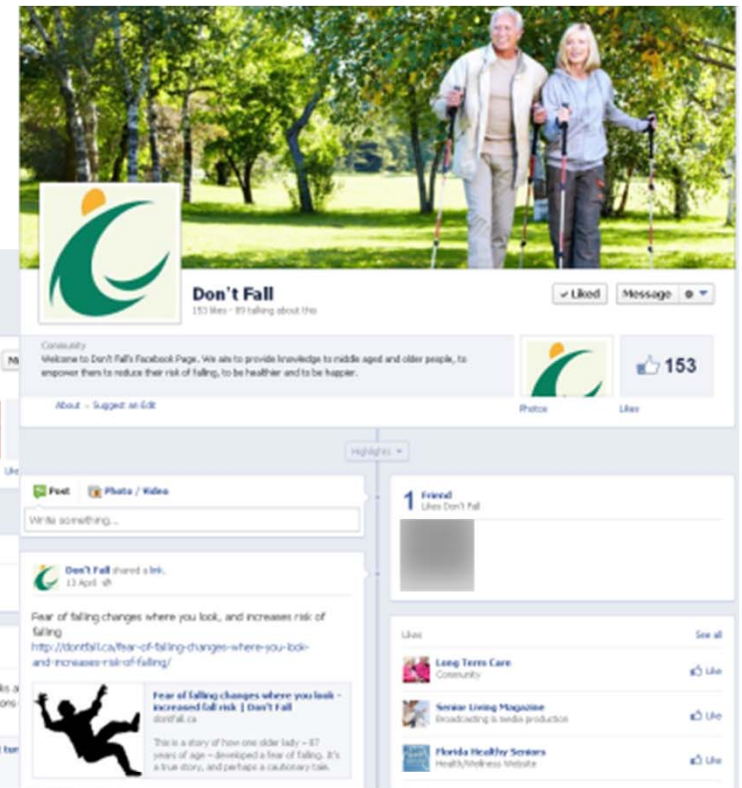 Don't Fall
153 likes · 89 talking about this
Liked
Message
Community
Welcome to Don't Fall's Facebook Page. We aim to provide knowledge to middle aged and older people, to
empower them to reduce their risk of falling, to be healthier and to be happier.
About – Suggest an Edit
153
Photos
Likes
Highlights
Post
Photo / Video
Write something...
Don't Fall shared a link.
13 April
Fear of falling changes where you look, and increases risk of
falling
http://dontfall.ca/fear-of-falling-changes-where-you-look-
and-increases-risk-of-falling/
Fear of falling changes where you look -
increased fall risk | Don't Fall
dontfall.ca
This is a story of how one older lady – 87
years of age – developed a fear of falling. It's
a true story, and perhaps a cautionary tale.
1 Friend
Likes Don't Fall
Likes
See all
Long Term Care
Community
Like
Senior Living Magazine
Broadcasting & media production
Like
Florida Healthy Seniors
Health/Wellness Website
Like